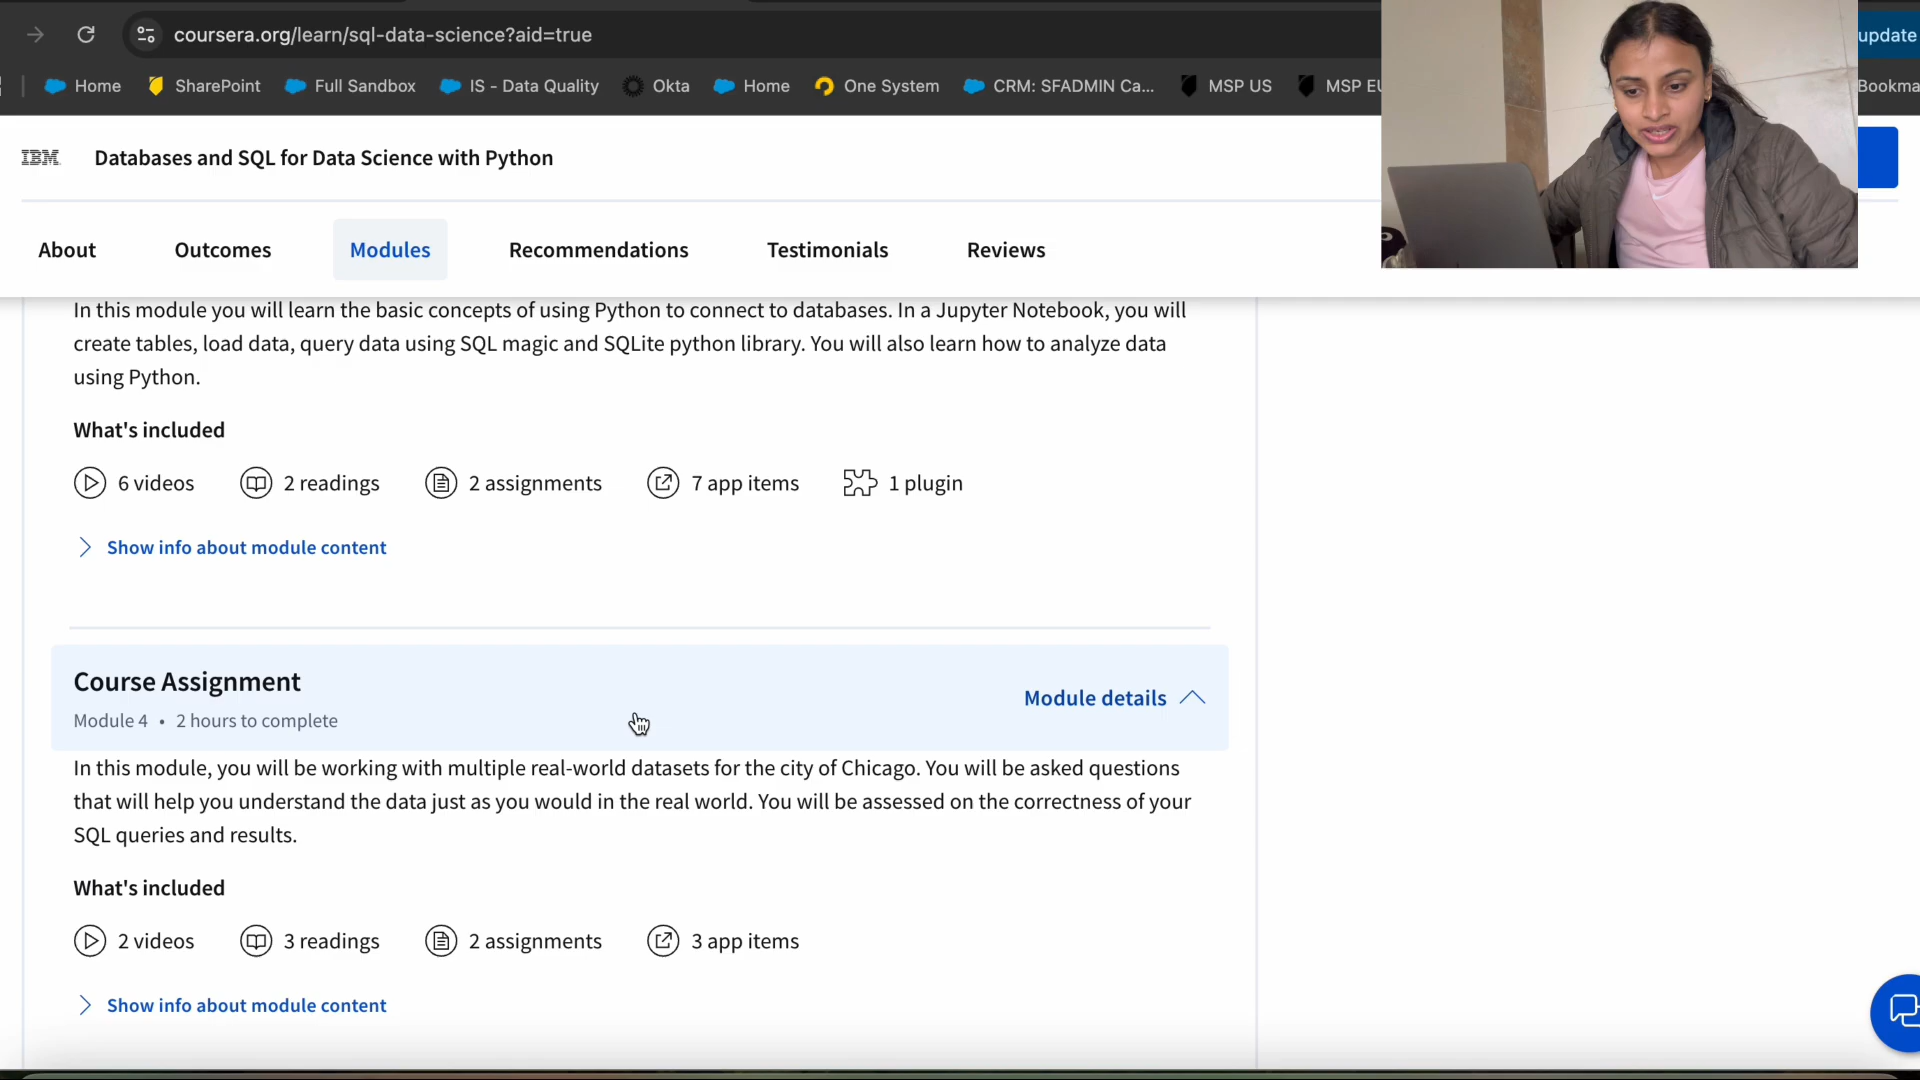 coursera.org/learn/sql-data-science?aid=true
update
Home SharePoint Full Sandbox IS - Data Quality Okta Home One System CRM: SFADMIN Ca... MSP US MSP EU Bookma
IBM Databases and SQL for Data Science with Python
About Outcomes Modules Recommendations Testimonials Reviews
In this module you will learn the basic concepts of using Python to connect to databases. In a Jupyter Notebook, you will
create tables, load data, query data using SQL magic and SQLite python library. You will also learn how to analyze data
using Python.
What's included
6 videos 2 readings 2 assignments 7 app items 1 plugin
Show info about module content
Course Assignment
Module details
Module 4 • 2 hours to complete
In this module, you will be working with multiple real-world datasets for the city of Chicago. You will be asked questions
that will help you understand the data just as you would in the real world. You will be assessed on the correctness of your
SQL queries and results.
What's included
2 videos 3 readings 2 assignments 3 app items
Show info about module content